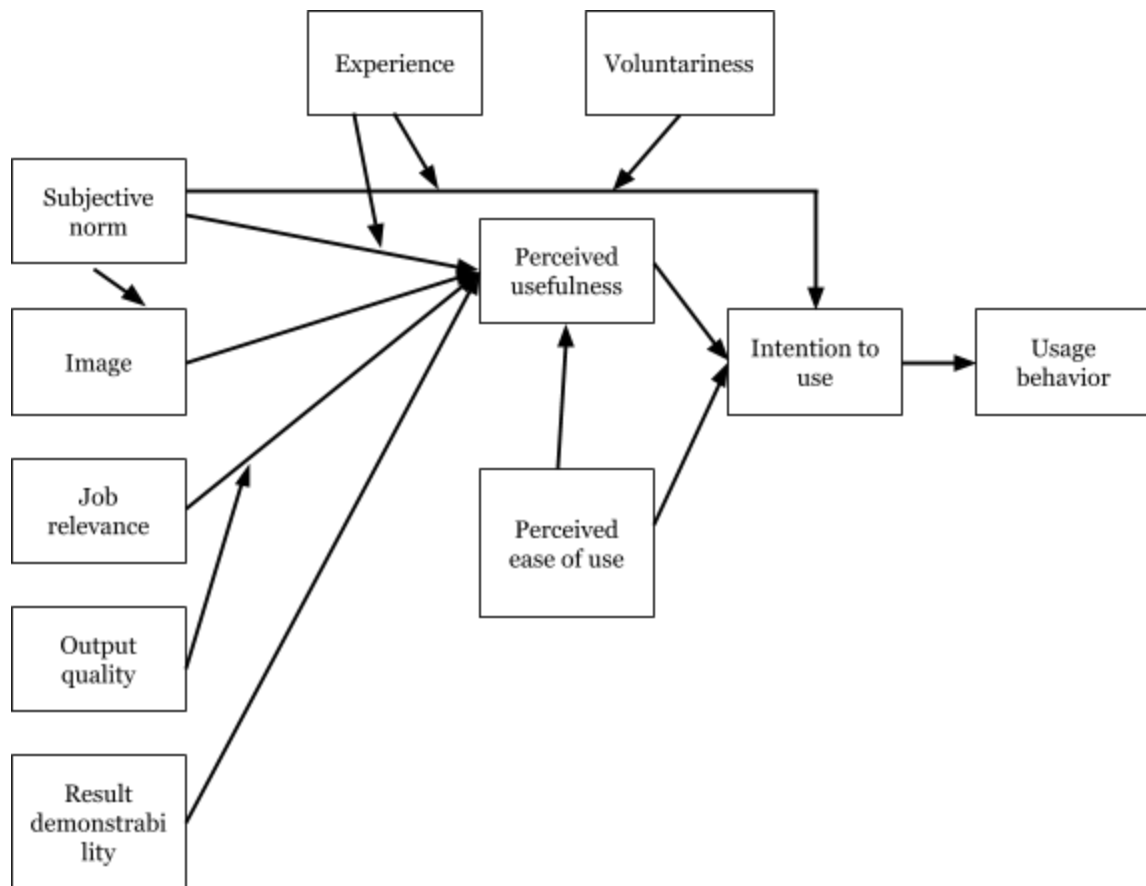 Experience
Voluntariness
Subjective
norm
Perceived
usefulness
Image
Intention to
use
Usage
behavior
Job
relevance
Perceived
ease of use
Output
quality
Result
demonstrabi
lity